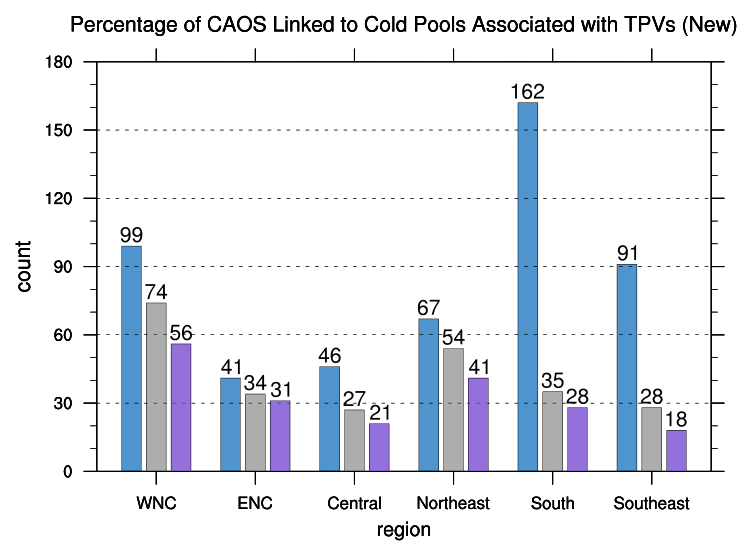 Percentage of CAOS Linked to Cold Pools Associated with TPVs (New)
180
150
120
90
60
30
0
count
99
74
56
41
34
31
46
27
21
67
54
41
162
35
28
91
28
18
WNC
ENC
Central
Northeast
South
Southeast
region